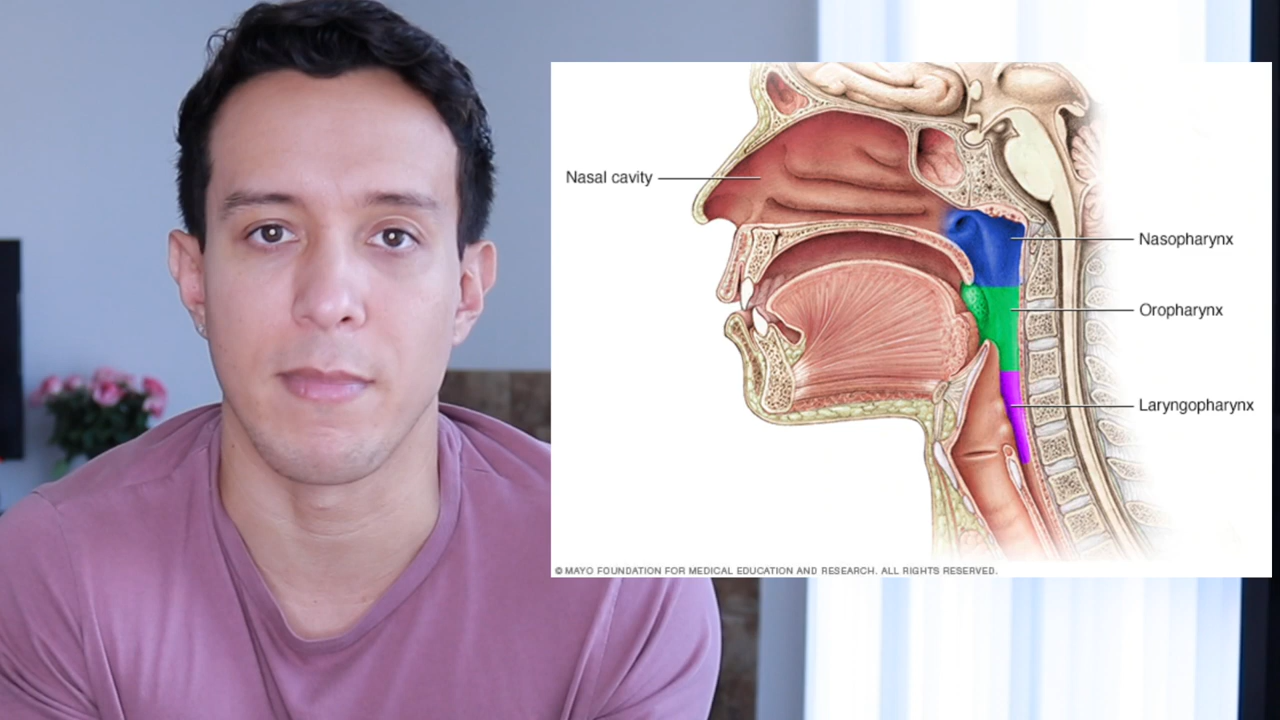 Nasal cavity
Nasopharynx
Oropharynx
Laryngopharynx
© MAYO FOUNDATION FOR MEDICAL EDUCATION AND RESEARCH. ALL RIGHTS RESERVED.